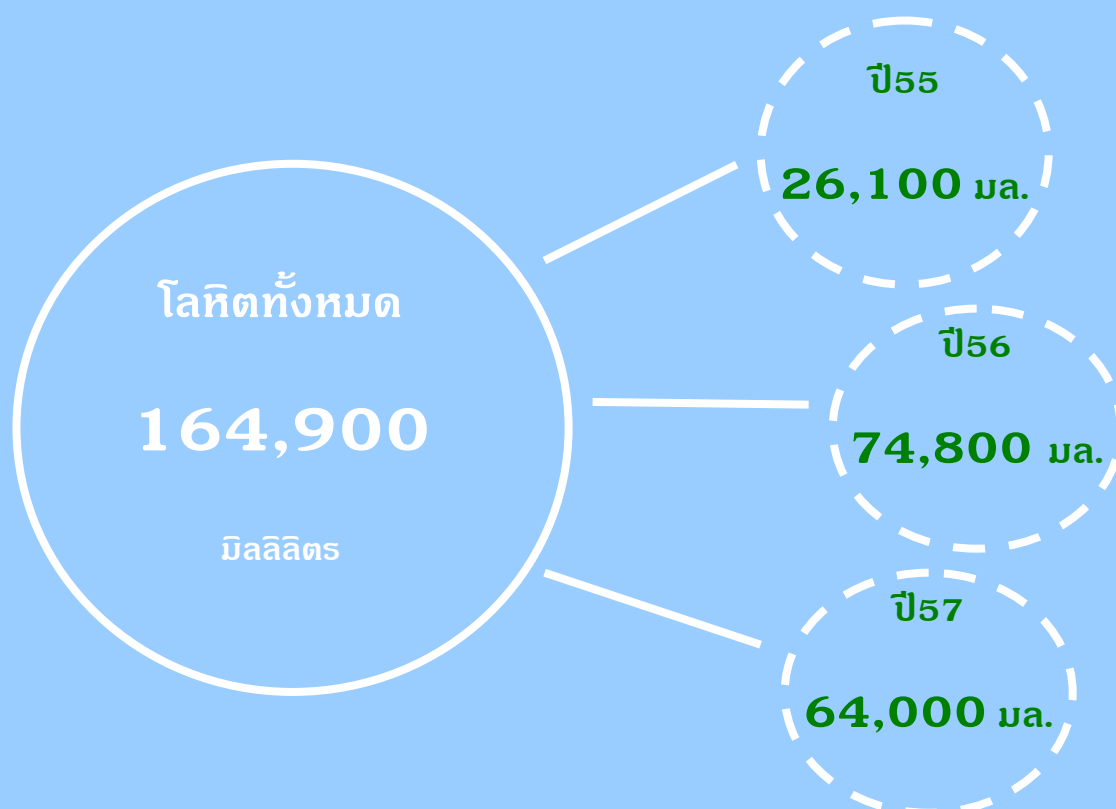 โลหิตทั้งหมด
164,900
มิลลิลิตร
ปี55
26,100 มล.
ปี56
74,800 มล.
ปี57
64,000 มล.